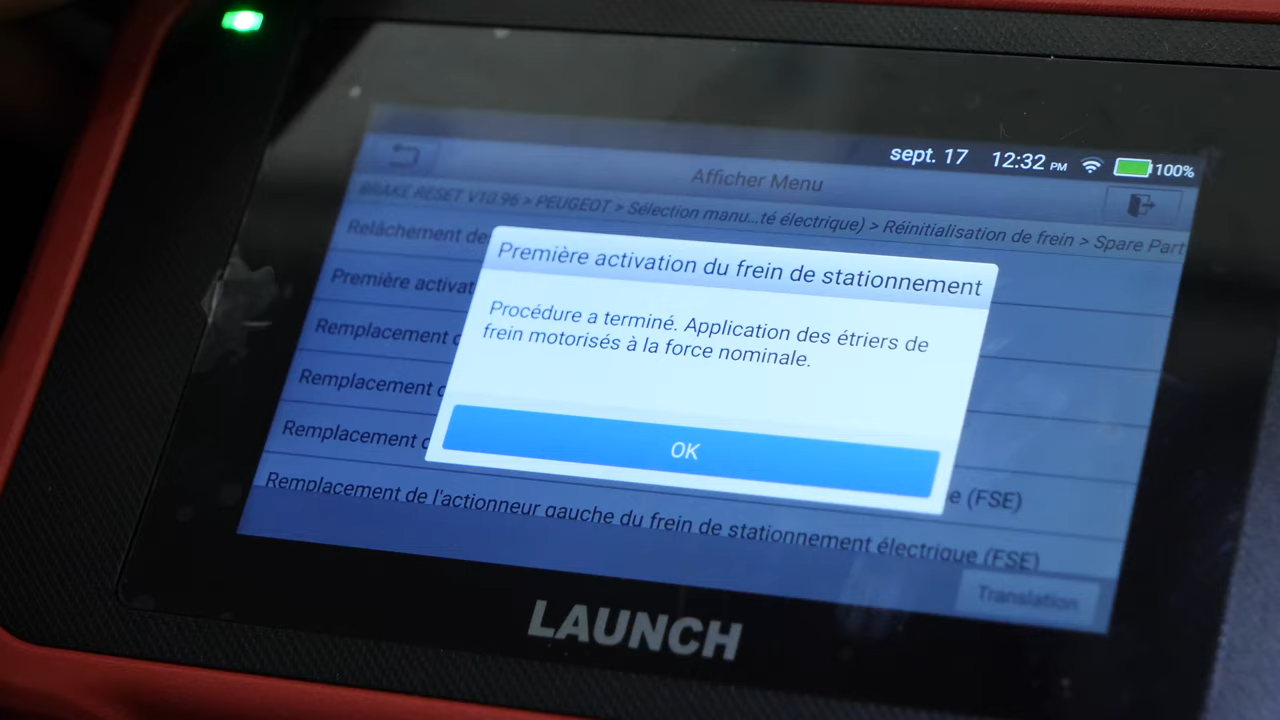 sept. 17 12:32 PM 100%
Afficher Menu
BRAKE RESET V10.96 > PEUGEOT > Sélection manu...té électrique) > Réinitialisation de frein > Spare Part
Relâchement de
Première activat
Remplacement
Remplacement
Remplacement
e (FSE)
Remplacement de l'actionneur gauche du frein de stationnement électrique (FSE)
Première activation du frein de stationnement
Procédure a terminé. Application des étriers de
frein motorisés à la force nominale.
OK
Translation
LAUNCH